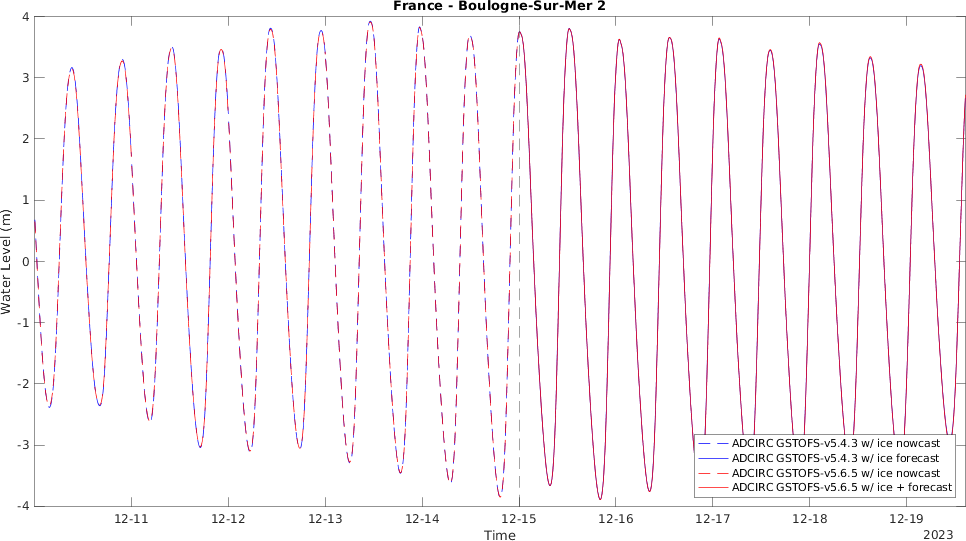 France - Boulogne-Sur-Mer 2
4
3
2
1
0
-1
-2
-3
-4
Water Level (m)
ADCIRC GSTOFS-v5.4.3 w/ ice nowcast
ADCIRC GSTOFS-v5.4.3 w/ ice forecast
ADCIRC GSTOFS-v5.6.5 w/ ice nowcast
ADCIRC GSTOFS-v5.6.5 w/ ice + forecast
12-11 12-12 12-13 12-14 12-15 12-16 12-17 12-18 12-19
Time
2023